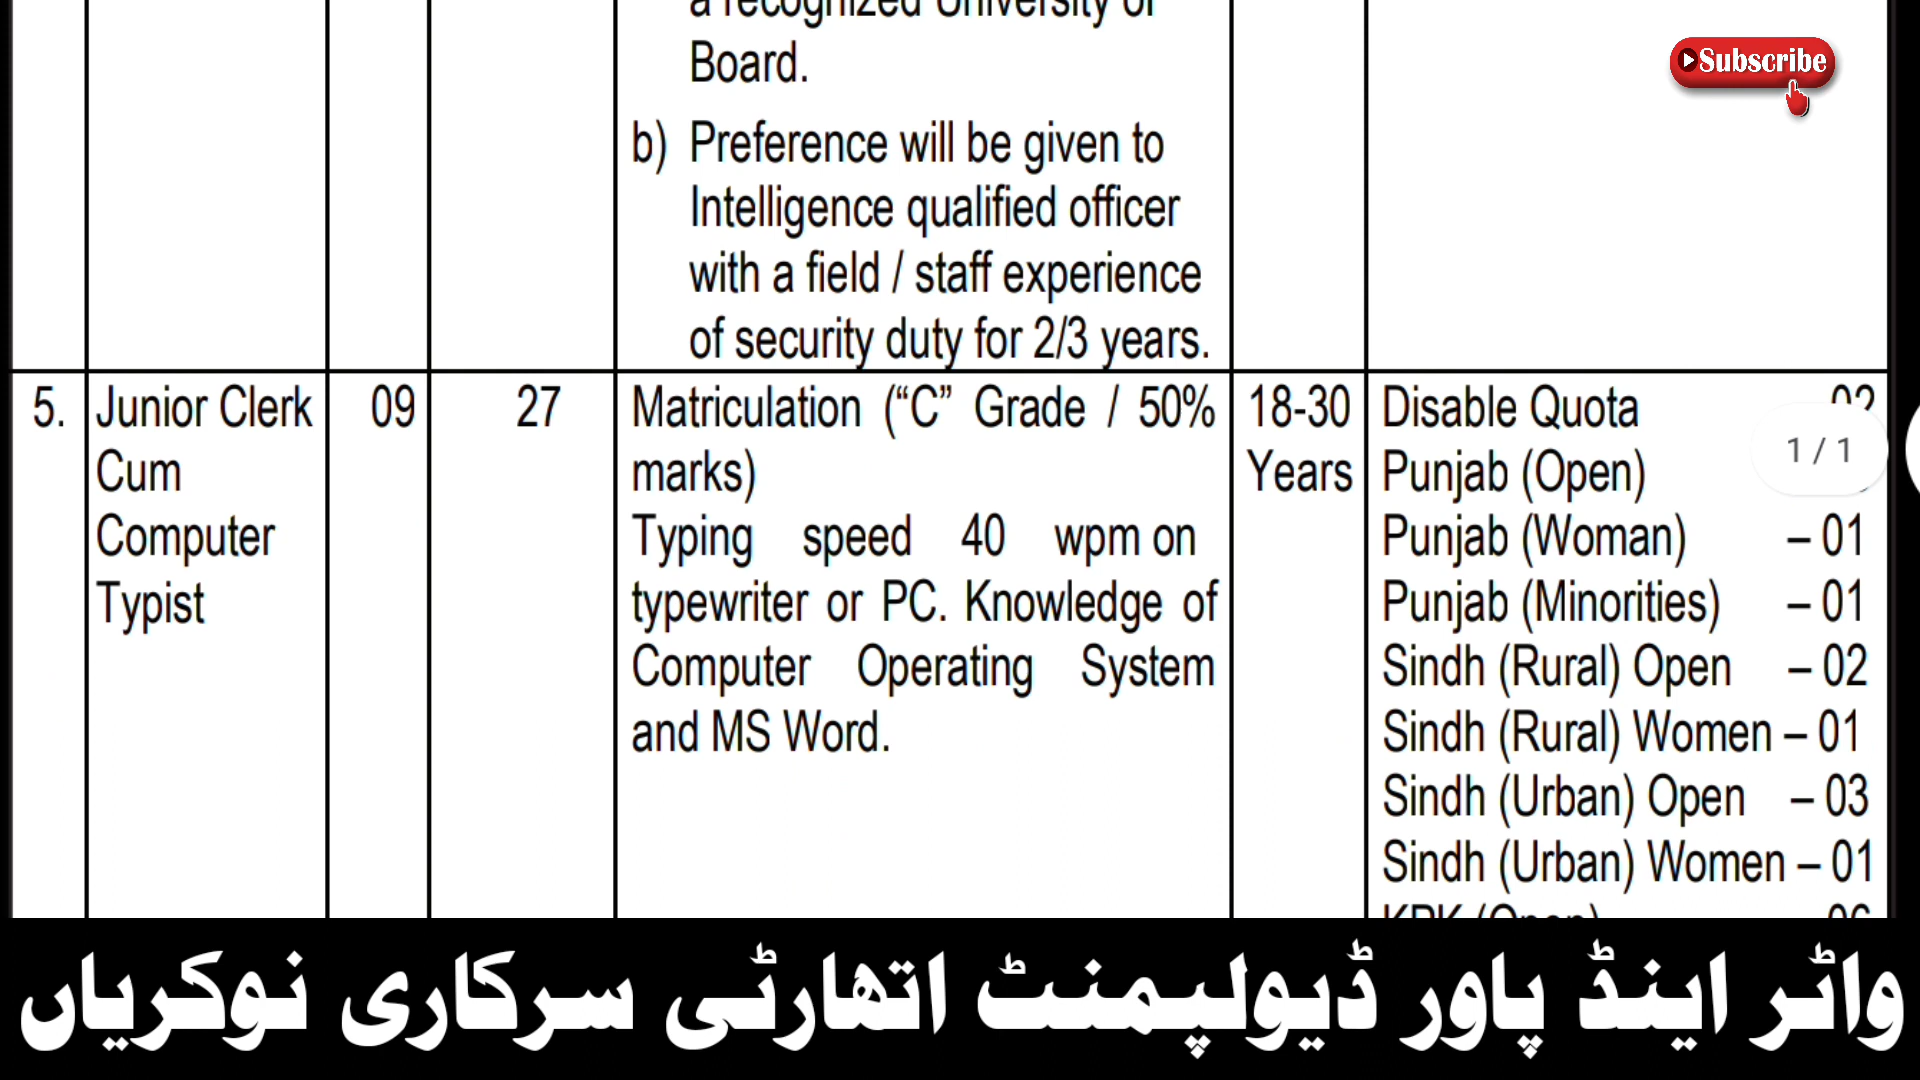 a recognized University or
Board.
b) Preference will be given to
Intelligence qualified officer
with a field / staff experience
of security duty for 2/3 years.
Subscribe
5. Junior Clerk Cum Computer Typist
09
27
Matriculation (“C” Grade / 50%
marks)
Typing speed 40 wpm on
typewriter or PC. Knowledge of
Computer Operating System
and MS Word.
18-30
Years
Disable Quota
Punjab (Open)
Punjab (Woman) – 01
Punjab (Minorities) – 01
Sindh (Rural) Open – 02
Sindh (Rural) Women – 01
Sindh (Urban) Open – 03
Sindh (Urban) Women – 01
1 / 1
واٹر اینڈ پاور ڈیولپمنٹ اتھارٹی سرکاری نوکریاں